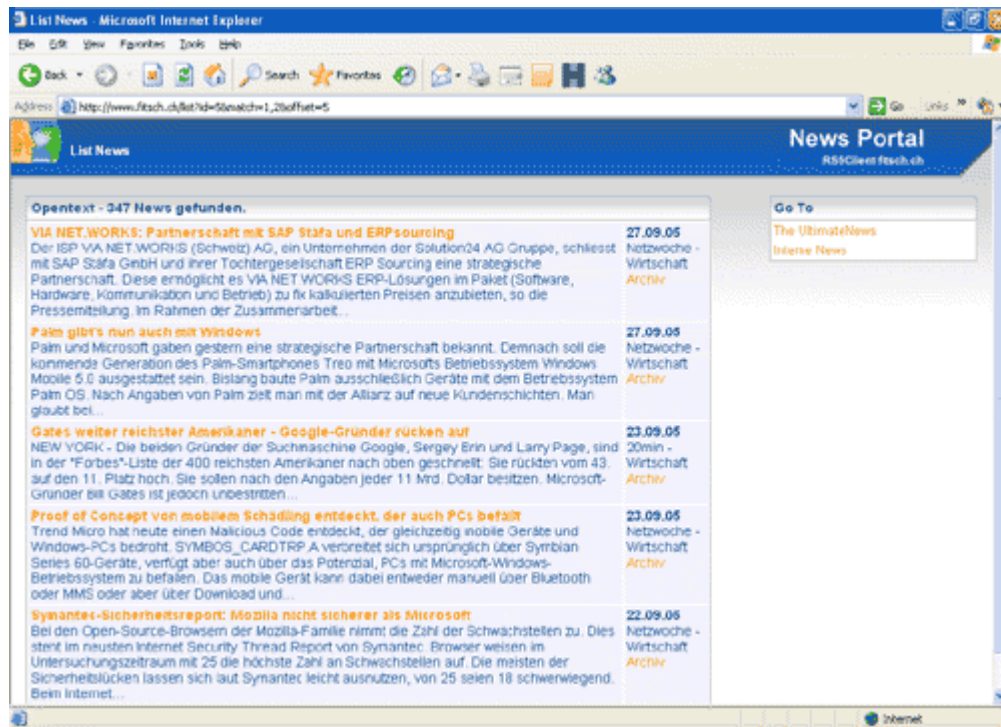 List News - Microsoft Internet Explorer
File Edit View Favorites Tools Help
Back Search Favorites
Address http://www.fitsch.ch/list?id=5&match=1,2&offset=5 Go Links
List News
News Portal
RSSClient fitsch.ch
Opentext - 347 News gefunden.
Go To
The UltimateNews
Interne News
VIA NET.WORKS: Partnerschaft mit SAP Stäfa und ERPsourcing 27.09.05
Der ISP VIA NET.WORKS (Schweiz) AG, ein Unternehmen der Solution24 AG Gruppe, schliesst Netzwoche -
mit SAP Stäfa GmbH und ihrer Tochtergesellschaft ERP Sourcing eine strategische Wirtschaft
Partnerschaft. Diese ermöglicht es VIA NET.WORKS ERP-Lösungen im Paket (Software, Archiv
Hardware, Kommunikation und Betrieb) zu fix kalkulierten Preisen anzubieten, so die
Pressemiteilung. Im Rahmen der Zusammenarbeit...
Palm gibt's nun auch mit Windows 27.09.05
Palm und Microsoft gaben gestern eine strategische Partnerschaft bekannt. Demnach soll die Netzwoche -
kommende Generation des Palm-Smartphones Treo mit Microsofts Betriebssystem Windows Wirtschaft
Mobile 5.0 ausgestattet sein. Bislang baute Palm ausschließlich Geräte mit dem Betriebssystem Archiv
Palm OS. Nach Angaben von Palm zielt man mit der Allianz auf neue Kundenschichten. Man
glaubt bei...
Gates weiter reichster Amerikaner - Google-Gründer rücken auf 23.09.05
NEW YORK - Die beiden Gründer der Suchmaschine Google, Sergey Brin und Larry Page, sind 20min -
in der "Forbes"-Liste der 400 reichsten Amerikaner nach oben geschnellt: Sie rückten vom 43. Wirtschaft
auf den 11. Platz hoch. Sie sollen nach den Angaben jeder 11 Mrd. Dollar besitzen. Microsoft- Archiv
Gründer Bill Gates ist jedoch unbestritten...
Proof of Concept von mobilem Schädling entdeckt, der auch PCs befällt 23.09.05
Trend Micro hat heute einen Malicious Code entdeckt, der gleichzeitig mobile Geräte und Netzwoche -
Windows-PCs bedroht. SYMBOS_CARDTRP.A verbreitet sich ursprünglich über Symbian Wirtschaft
Series 60-Geräte, verfügt aber auch über das Potenzial, PCs mit Microsoft-Windows- Archiv
Betriebssystem zu befallen. Das mobile Gerät kann dabei entweder manuell über Bluetooth
oder MMS oder aber über Download und...
Symantec-Sicherheitsreport: Mozilla nicht sicherer als Microsoft 22.09.05
Bei den Open-Source-Browsern der Mozilla-Familie nimmt die Zahl der Schwachstellen zu. Dies Netzwoche -
steht im neusten Internet Security Thread Report von Symantec. Browser weisen im Wirtschaft
Untersuchungszeitraum mit 25 die höchste Zahl an Schwachstellen auf. Die meisten der Archiv
Sicherheitslücken lassen sich laut Symantec leicht ausnutzen, von 25 seien 18 schwerwiegend.
Beim Internet...
Internet